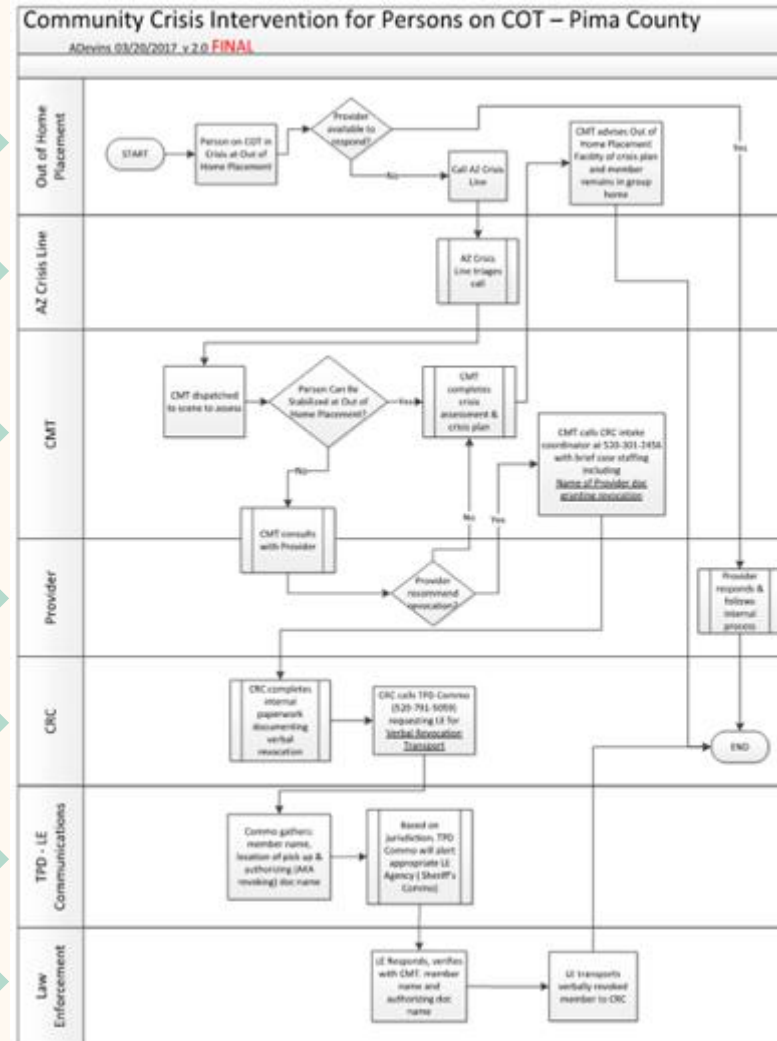 Community Crisis Intervention for Persons on COT – Pima County
ADevins 03/20/2017 v 2.0 FINAL
Out of Home
Placement
START
Person on COT in
Crisis at Out of
Home Placement
Provider
available to
respond?
No
Yes
Call AZ Crisis
Line
CMT advises Out of
Home Placement
Facility of crisis plan
and member
remains in group
home
AZ Crisis Line
AZ Crisis
Line triages
call
CMT
CMT dispatched
to scene to assess
Person Can Be
Stabilized at Out of
Home Placement?
Yes
No
CMT
completes
crisis
assessment &
crisis plan
CMT calls CRC intake
coordinator at 520-301-2456
with brief case staffing
including
Name of Provider doc
granting revocation
CMT consults
with Provider
No
Yes
Provider
Provider
recommend
revocation?
Provider
responds &
follows
internal
process
CRC
CRC completes
internal
paperwork
documenting
verbal
revocation
CRC calls TPD Commo
(520-791-5059)
requesting LE for
Verbal Revocation
Transport
END
TPD - LE
Communications
Commo gathers:
member name,
location of pick up &
authorizing (AKA
revoking) doc name
Based on
jurisdiction: TPD
Commo will alert
appropriate LE
Agency ( Sheriff's
Commo)
Law
Enforcement
LE Responds, verifies
with CMT: member
name and
authorizing doc
name
LE transports
verbally revoked
member to CRC